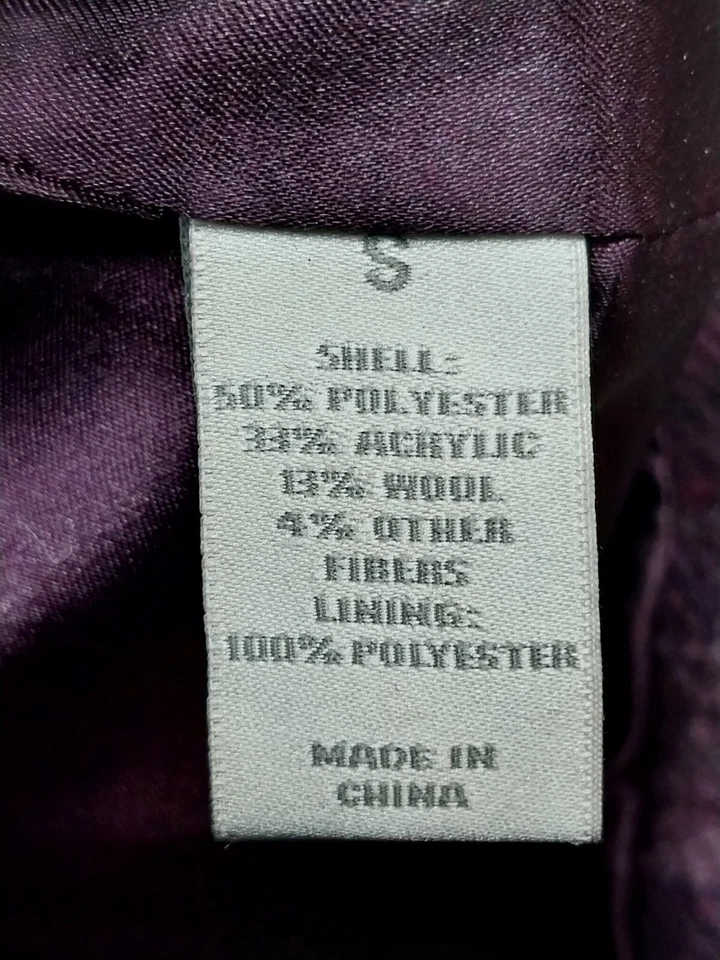 S
SHELL:
50% POLYESTER
33% ACRYLIC
13% WOOL
4% OTHER
FIBERS
LINING:
100% POLYESTER
MADE IN
CHINA